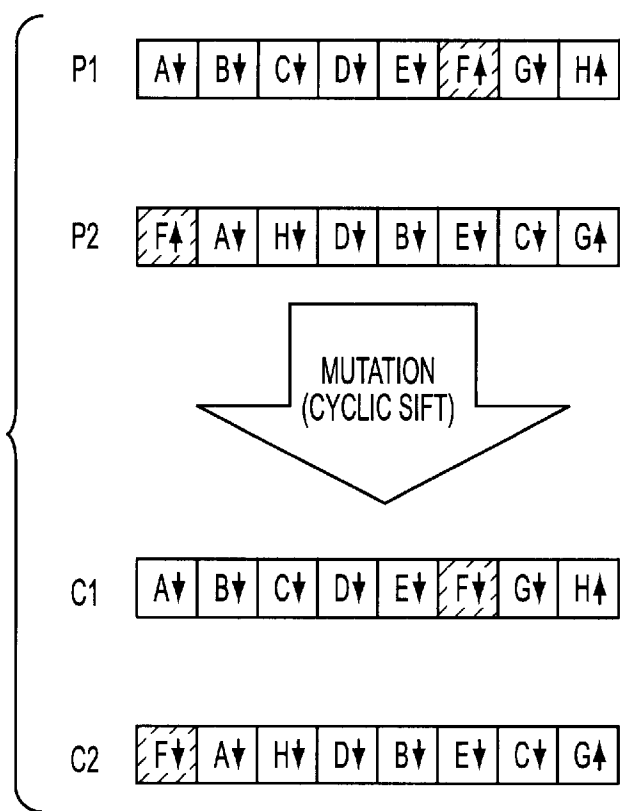 P1 A↓ B↓ C↓ D↓ E↓ F↑ G↓ H↑
P2 F↑ A↓ H↓ D↓ B↓ E↓ C↓ G↑
MUTATION
(CYCLIC SIFT)
C1 A↓ B↓ C↓ D↓ E↓ F↓ G↓ H↑
C2 F↓ A↓ H↓ D↓ B↓ E↓ C↓ G↑